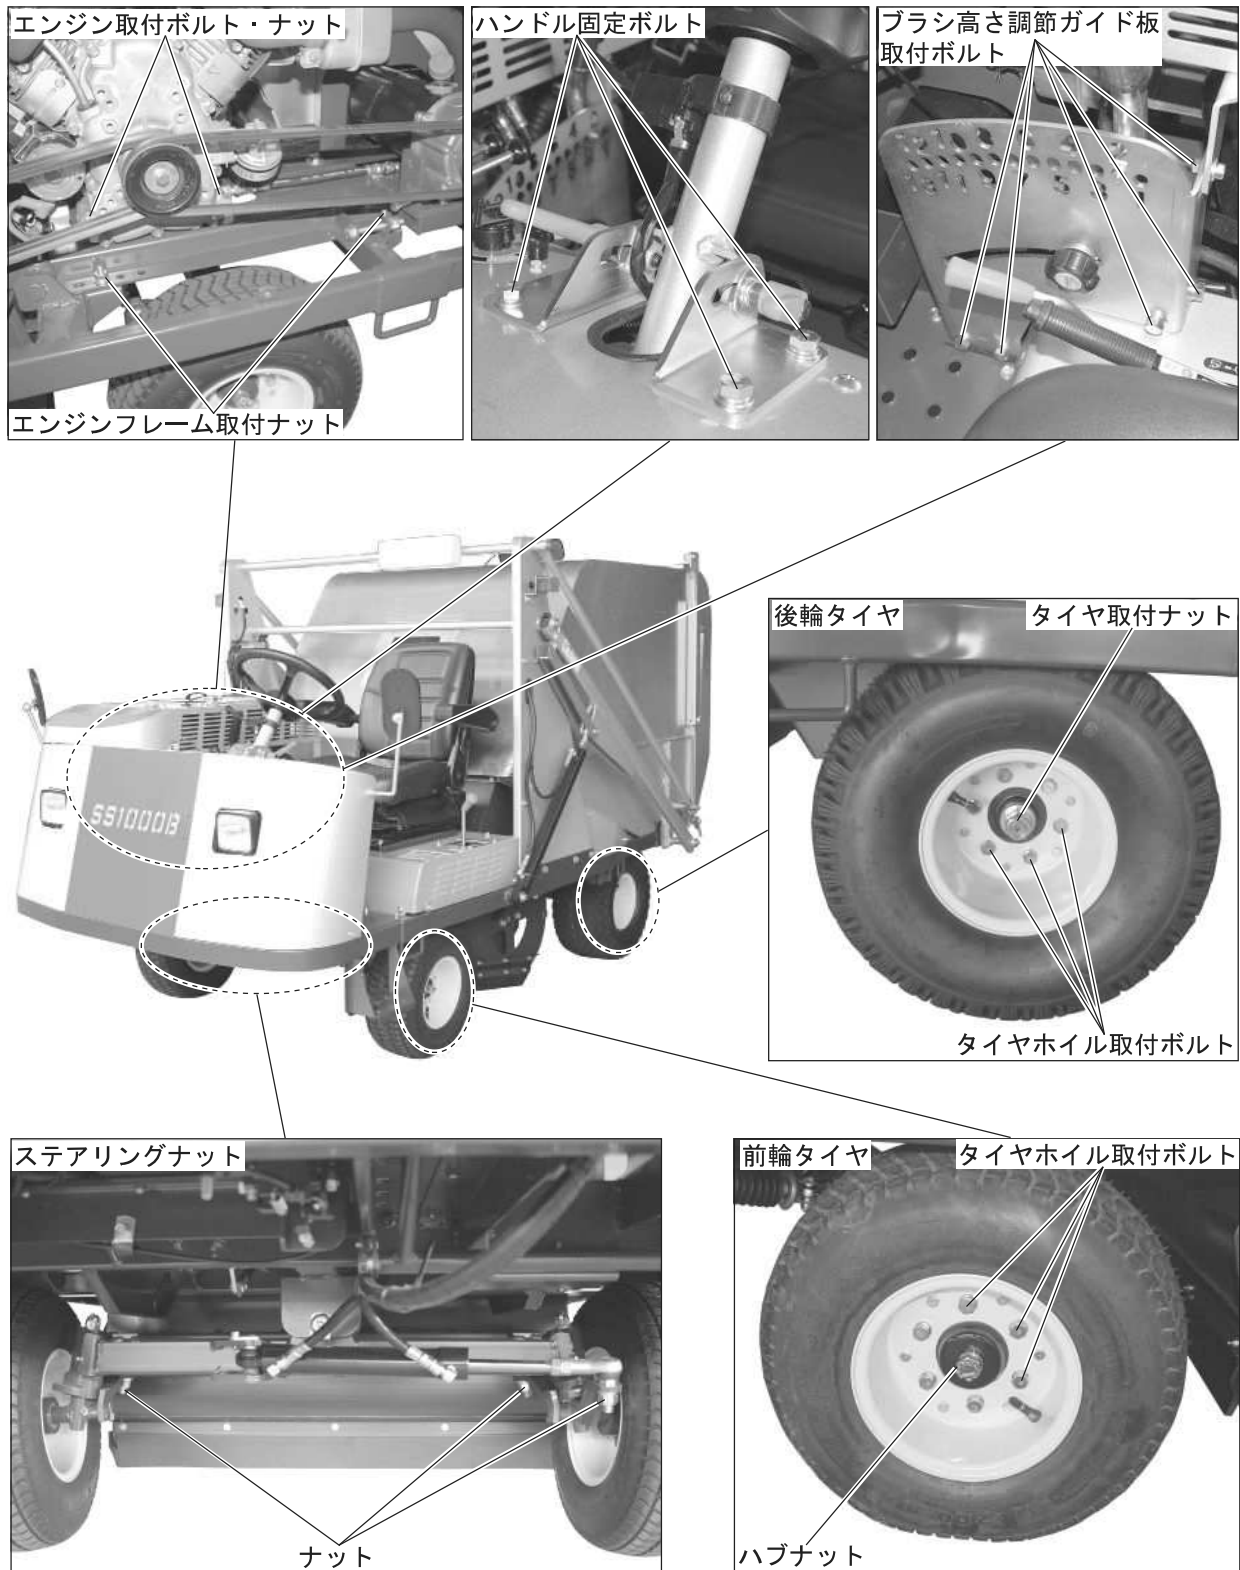 エンジン取付ボルト・ナット
ハンドル固定ボルト
ブラシ高さ調節ガイド板
取付ボルト
エンジンフレーム取付ナット
SS1000B
後輪タイヤ
タイヤ取付ナット
タイヤホイル取付ボルト
ステアリングナット
ナット
前輪タイヤ
タイヤホイル取付ボルト
ハブナット